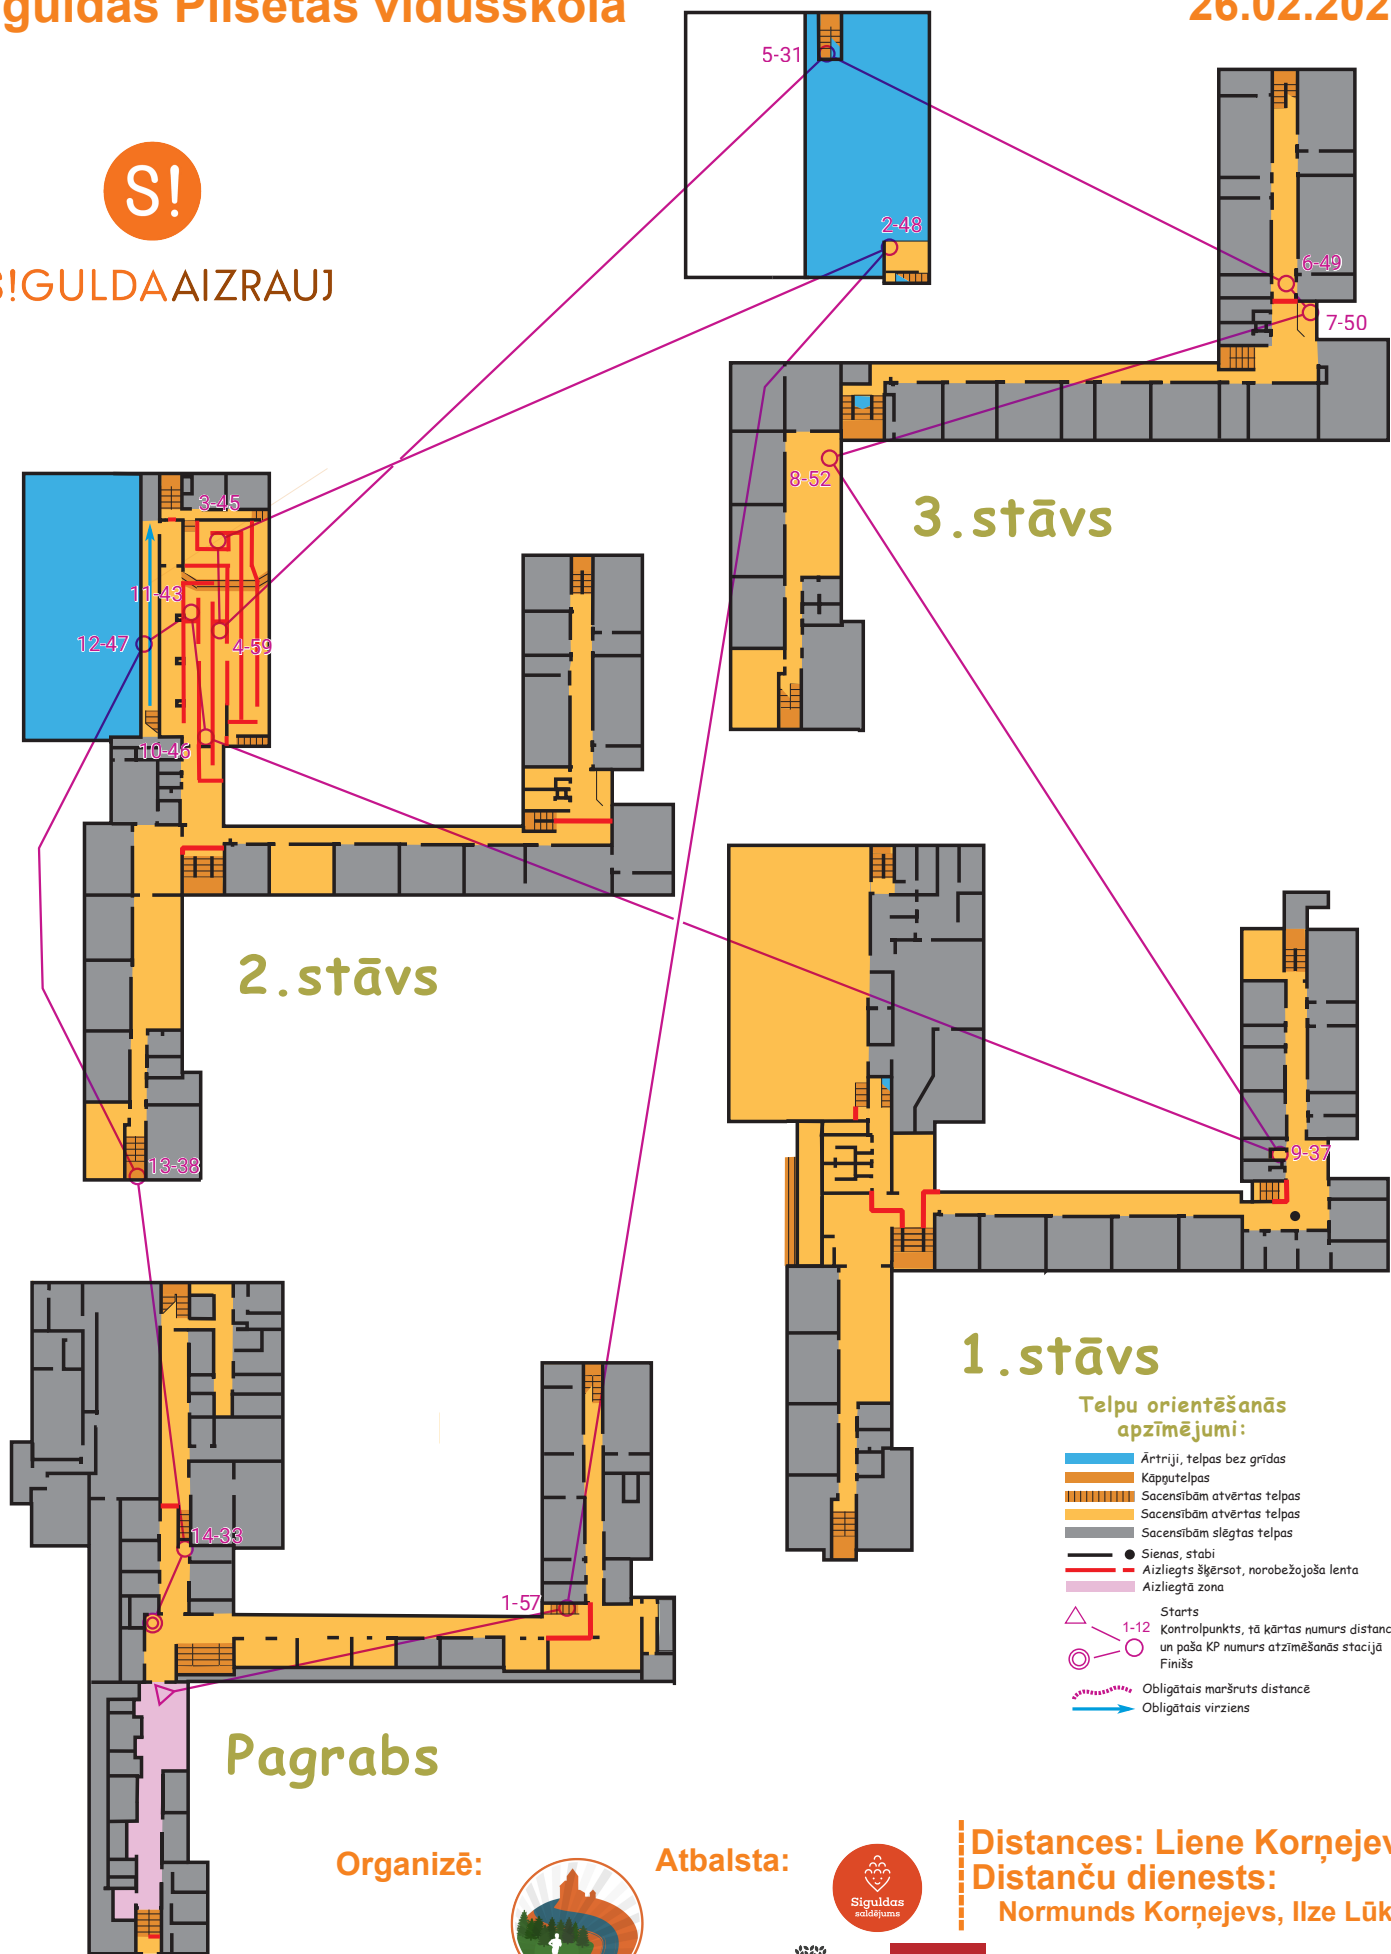 guldas Pilsētas vidusskola
26.02.202
5-31
S!
S!GULDAAIZRAUJ
2-48
6-49
7-50
3-45
8-52
3.stāvs
11-43
12-47
4-59
10-46
2.stāvs
9-37
13-38
1.stāvs
Telpu orientēšanās
apzīmējumi:
Ārtriji, telpas bez grīdas
Kāpņutelpas
Sacensībām atvērtas telpas
Sacensībām atvērtas telpas
Sacensībām slēgtas telpas
Sienas, stabi
Aizliegts šķērsot, norobežojoša lenta
Aizliegtā zona
Starts
1-12 Kontrolpunkts, tā kārtas numurs distanc
un paša KP numurs atzīmēšanās stacijā
Finišs
Obligātais maršruts distancē
Obligātais virziens
14-33
1-57
Pagrabs
Organizē:
Atbalsta:
Siguldas
saldējums
Distances: Liene Korņejev
Distanču dienests:
Normunds Korņejevs, Ilze Lūk